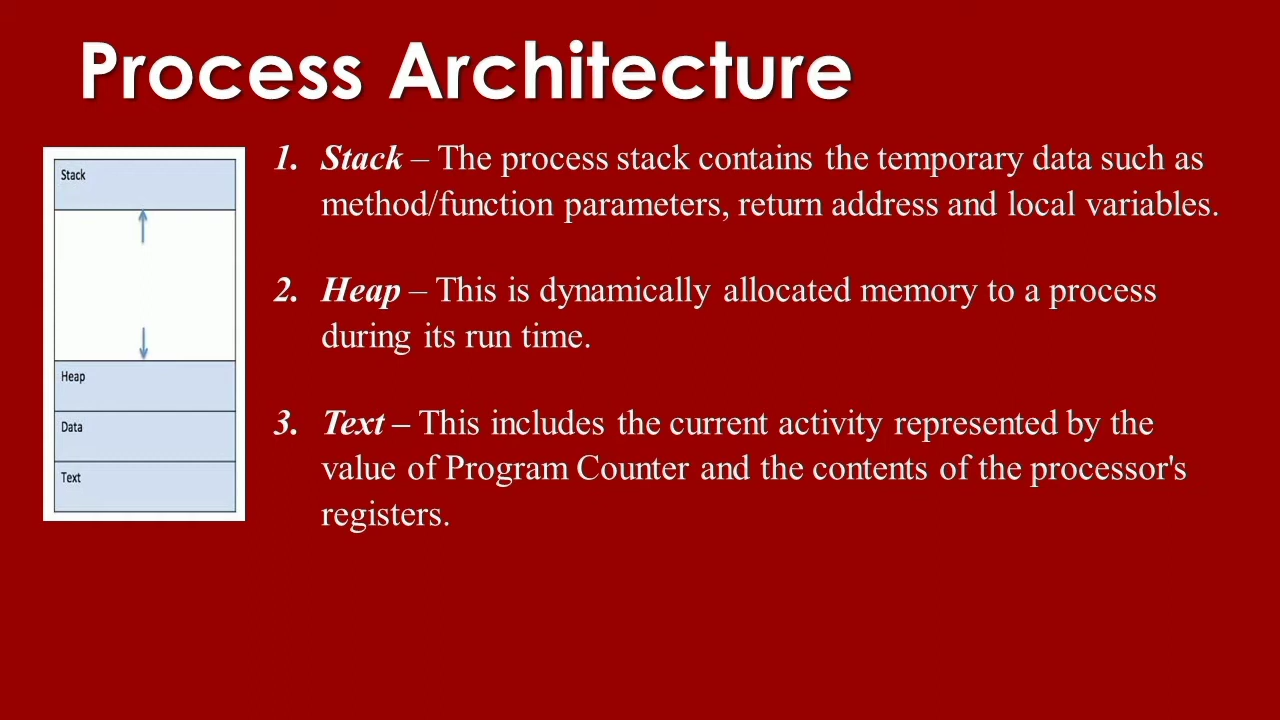 Process Architecture
Stack
Heap
Data
Text
1. Stack – The process stack contains the temporary data such as
method/function parameters, return address and local variables.
2. Heap – This is dynamically allocated memory to a process
during its run time.
3. Text – This includes the current activity represented by the
value of Program Counter and the contents of the processor's
registers.